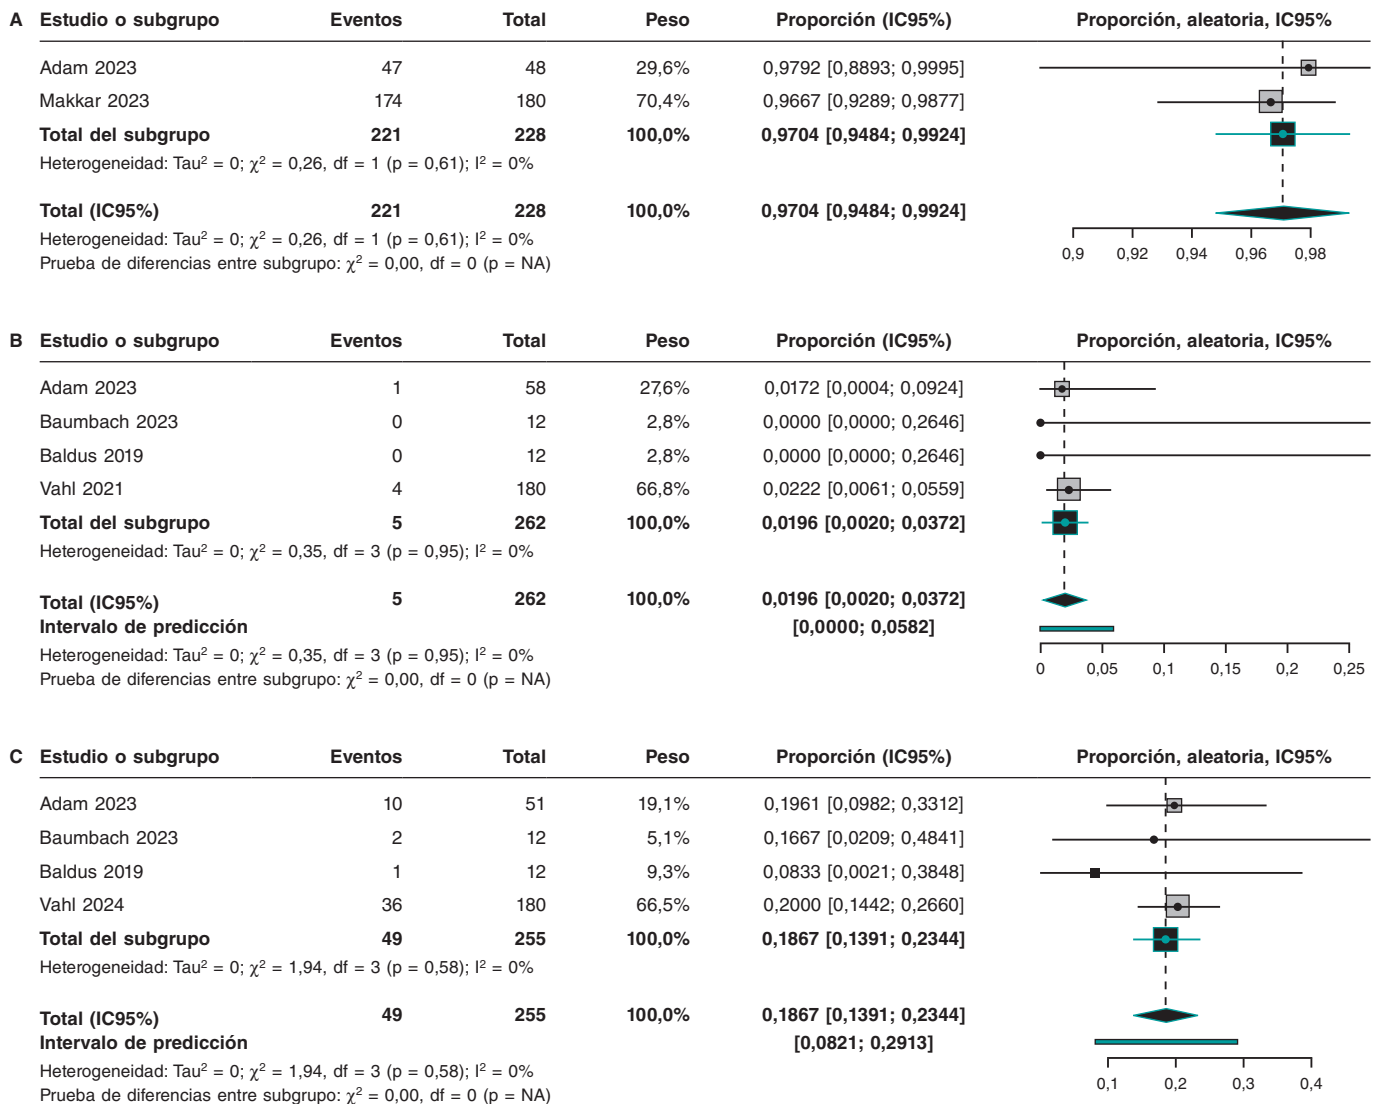 A Estudio o subgrupo Eventos Total Peso Proporción (IC95%) Proporción, aleatoria, IC95%
Adam 2023 47 48 29,6% 0,9792 [0,8893; 0,9995]
Makkar 2023 174 180 70,4% 0,9667 [0,9289; 0,9877]
Total del subgrupo 221 228 100,0% 0,9704 [0,9484; 0,9924]
Heterogeneidad: Tau² = 0; χ² = 0,26, df = 1 (p = 0,61); I² = 0%
Total (IC95%) 221 228 100,0% 0,9704 [0,9484; 0,9924]
Heterogeneidad: Tau² = 0; χ² = 0,26, df = 1 (p = 0,61); I² = 0%
Prueba de diferencias entre subgrupo: χ² = 0,00, df = 0 (p = NA)
0,9 0,92 0,94 0,96 0,98
B Estudio o subgrupo Eventos Total Peso Proporción (IC95%) Proporción, aleatoria, IC95%
Adam 2023 1 58 27,6% 0,0172 [0,0004; 0,0924]
Baumbach 2023 0 12 2,8% 0,0000 [0,0000; 0,2646]
Baldus 2019 0 12 2,8% 0,0000 [0,0000; 0,2646]
Vahl 2021 4 180 66,8% 0,0222 [0,0061; 0,0559]
Total del subgrupo 5 262 100,0% 0,0196 [0,0020; 0,0372]
Heterogeneidad: Tau² = 0; χ² = 0,35, df = 3 (p = 0,95); I² = 0%
Total (IC95%) 5 262 100,0% 0,0196 [0,0020; 0,0372]
Intervalo de predicción [0,0000; 0,0582]
Heterogeneidad: Tau² = 0; χ² = 0,35, df = 3 (p = 0,95); I² = 0%
Prueba de diferencias entre subgrupo: χ² = 0,00, df = 0 (p = NA)
0 0,05 0,1 0,15 0,2 0,25
C Estudio o subgrupo Eventos Total Peso Proporción (IC95%) Proporción, aleatoria, IC95%
Adam 2023 10 51 19,1% 0,1961 [0,0982; 0,3312]
Baumbach 2023 2 12 5,1% 0,1667 [0,0209; 0,4841]
Baldus 2019 1 12 9,3% 0,0833 [0,0021; 0,3848]
Vahl 2024 36 180 66,5% 0,2000 [0,1442; 0,2660]
Total del subgrupo 49 255 100,0% 0,1867 [0,1391; 0,2344]
Heterogeneidad: Tau² = 0; χ² = 1,94, df = 3 (p = 0,58); I² = 0%
Total (IC95%) 49 255 100,0% 0,1867 [0,1391; 0,2344]
Intervalo de predicción [0,0821; 0,2913]
Heterogeneidad: Tau² = 0; χ² = 1,94, df = 3 (p = 0,58); I² = 0%
Prueba de diferencias entre subgrupo: χ² = 0,00, df = 0 (p = NA)
0,1 0,2 0,3 0,4